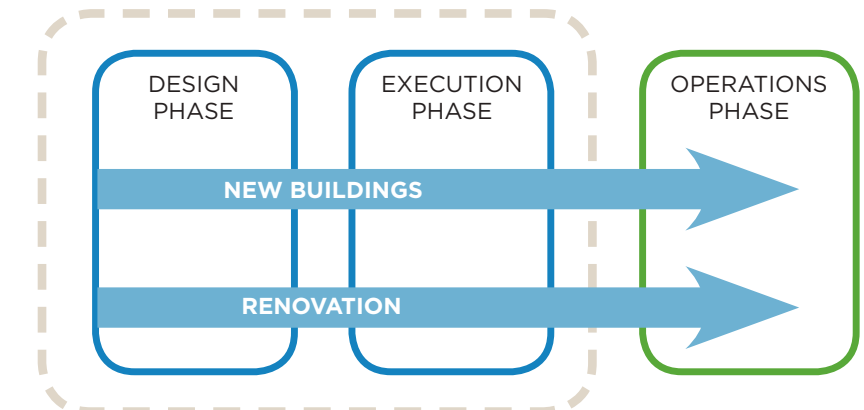 DESIGN
PHASE
EXECUTION
PHASE
OPERATIONS
PHASE
NEW BUILDINGS
RENOVATION